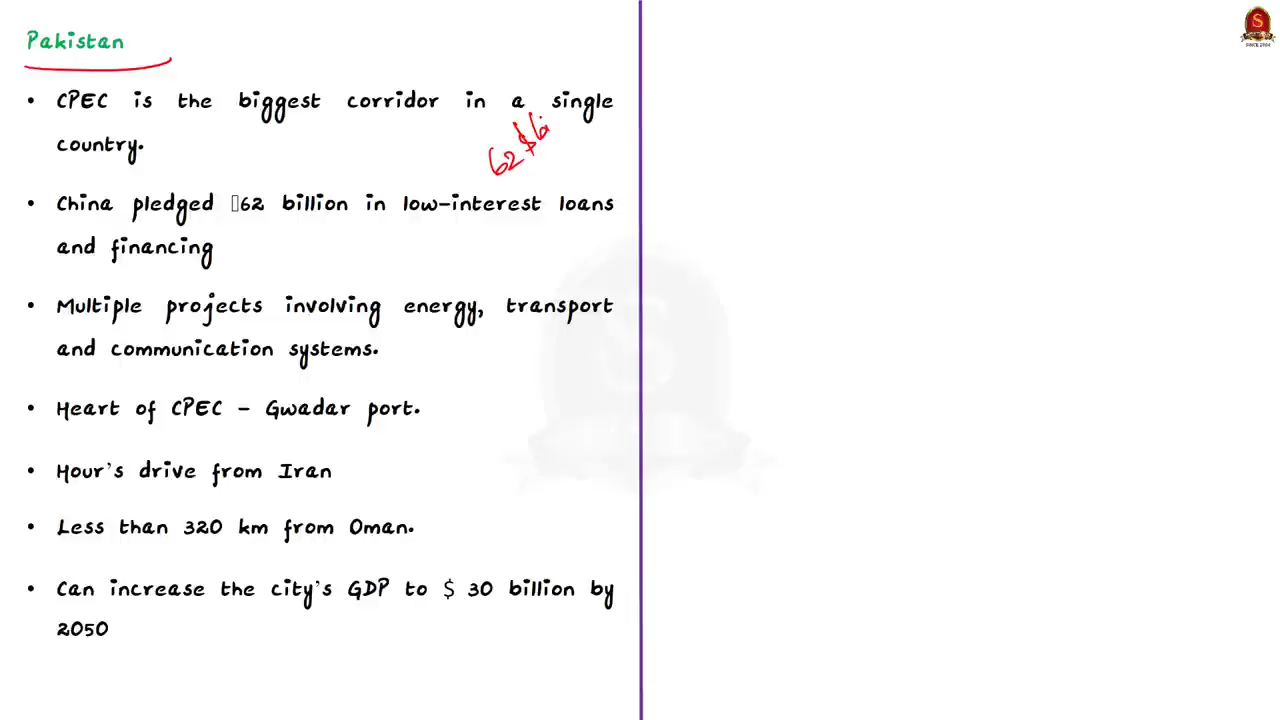 Pakistan
• CPEC is the biggest corridor in a single
country.
62 $ 6
• China pledged ▯62 billion in low-interest loans
and financing
• Multiple projects involving energy, transport
and communication systems.
• Heart of CPEC – Gwadar port.
• Hour's drive from Iran
• Less than 320 km from Oman.
• Can increase the city's GDP to $ 30 billion by
2050
S